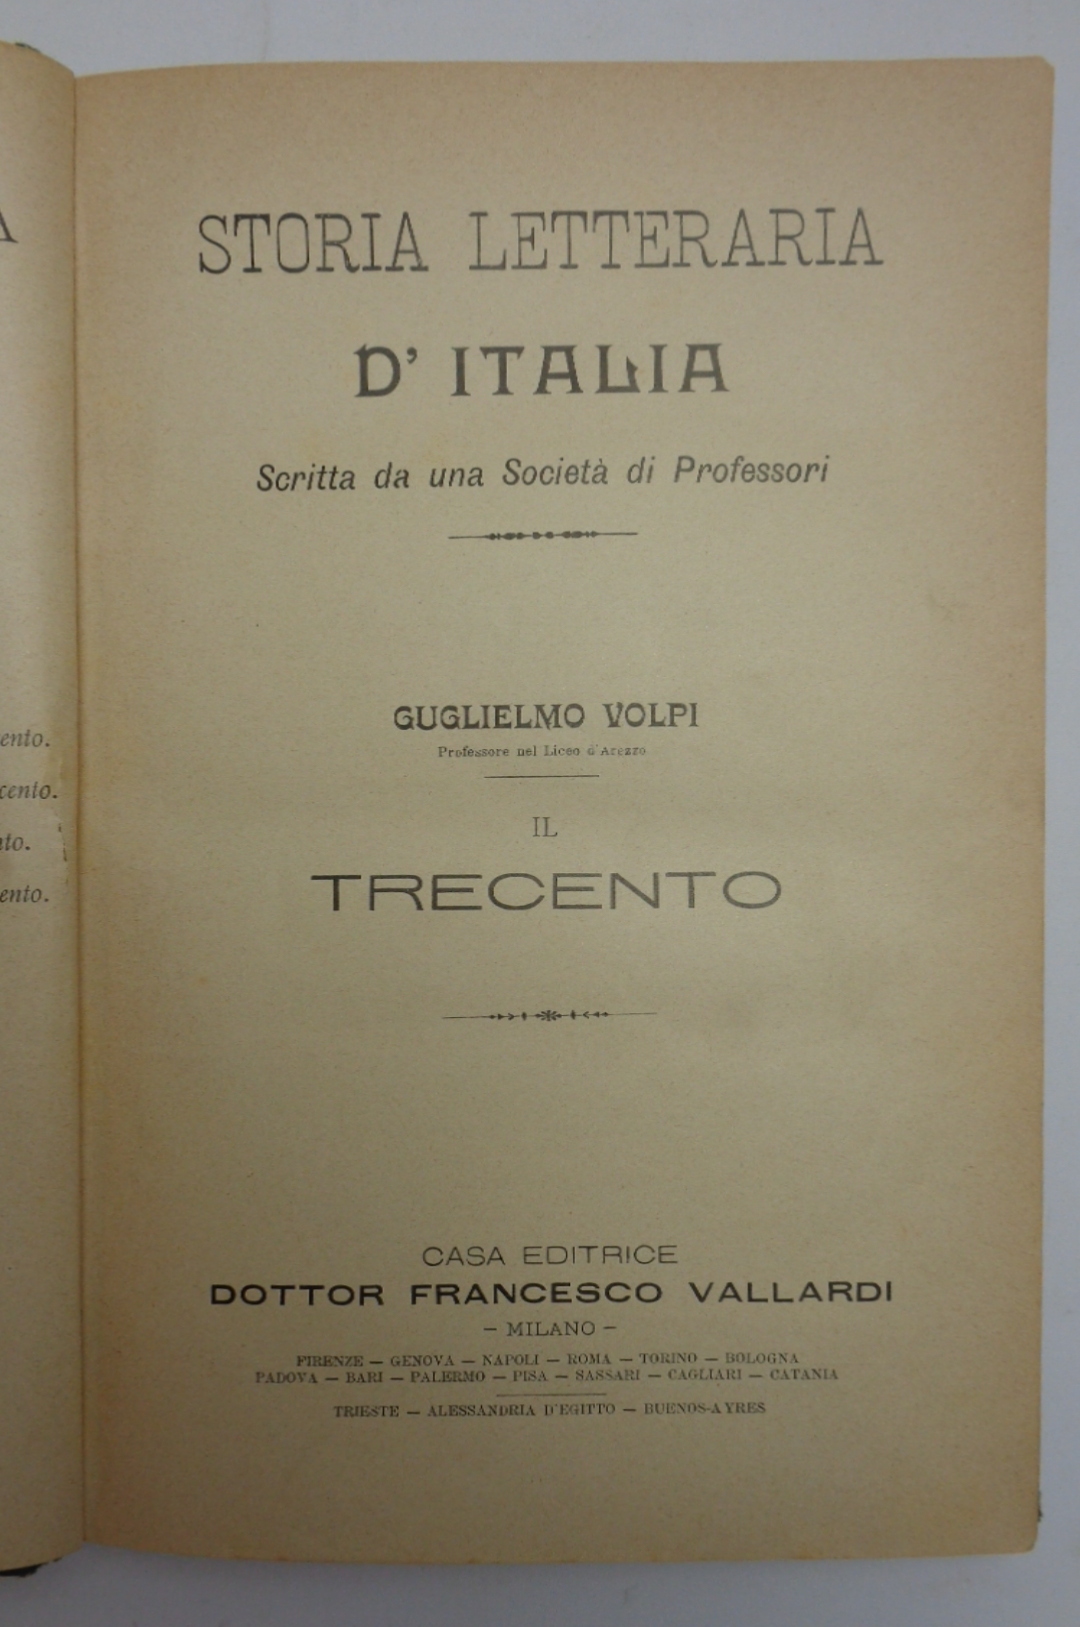 STORIA LETTERARIA
D' ITALIA
Scritta da una Società di Professori
GUGLIELMO VOLPI
Professore nel Liceo d'Arezzo
IL
TRECENTO
CASA EDITRICE
DOTTOR FRANCESCO VALLARDI
— MILANO —
FIRENZE — GENOVA — NAPOLI — ROMA — TORINO — BOLOGNA
PADOVA — BARI — PALERMO — PISA — SASSARI — CAGLIARI — CATANIA
TRIESTE — ALESSANDRIA D'EGITTO — BUENOS-AYRES